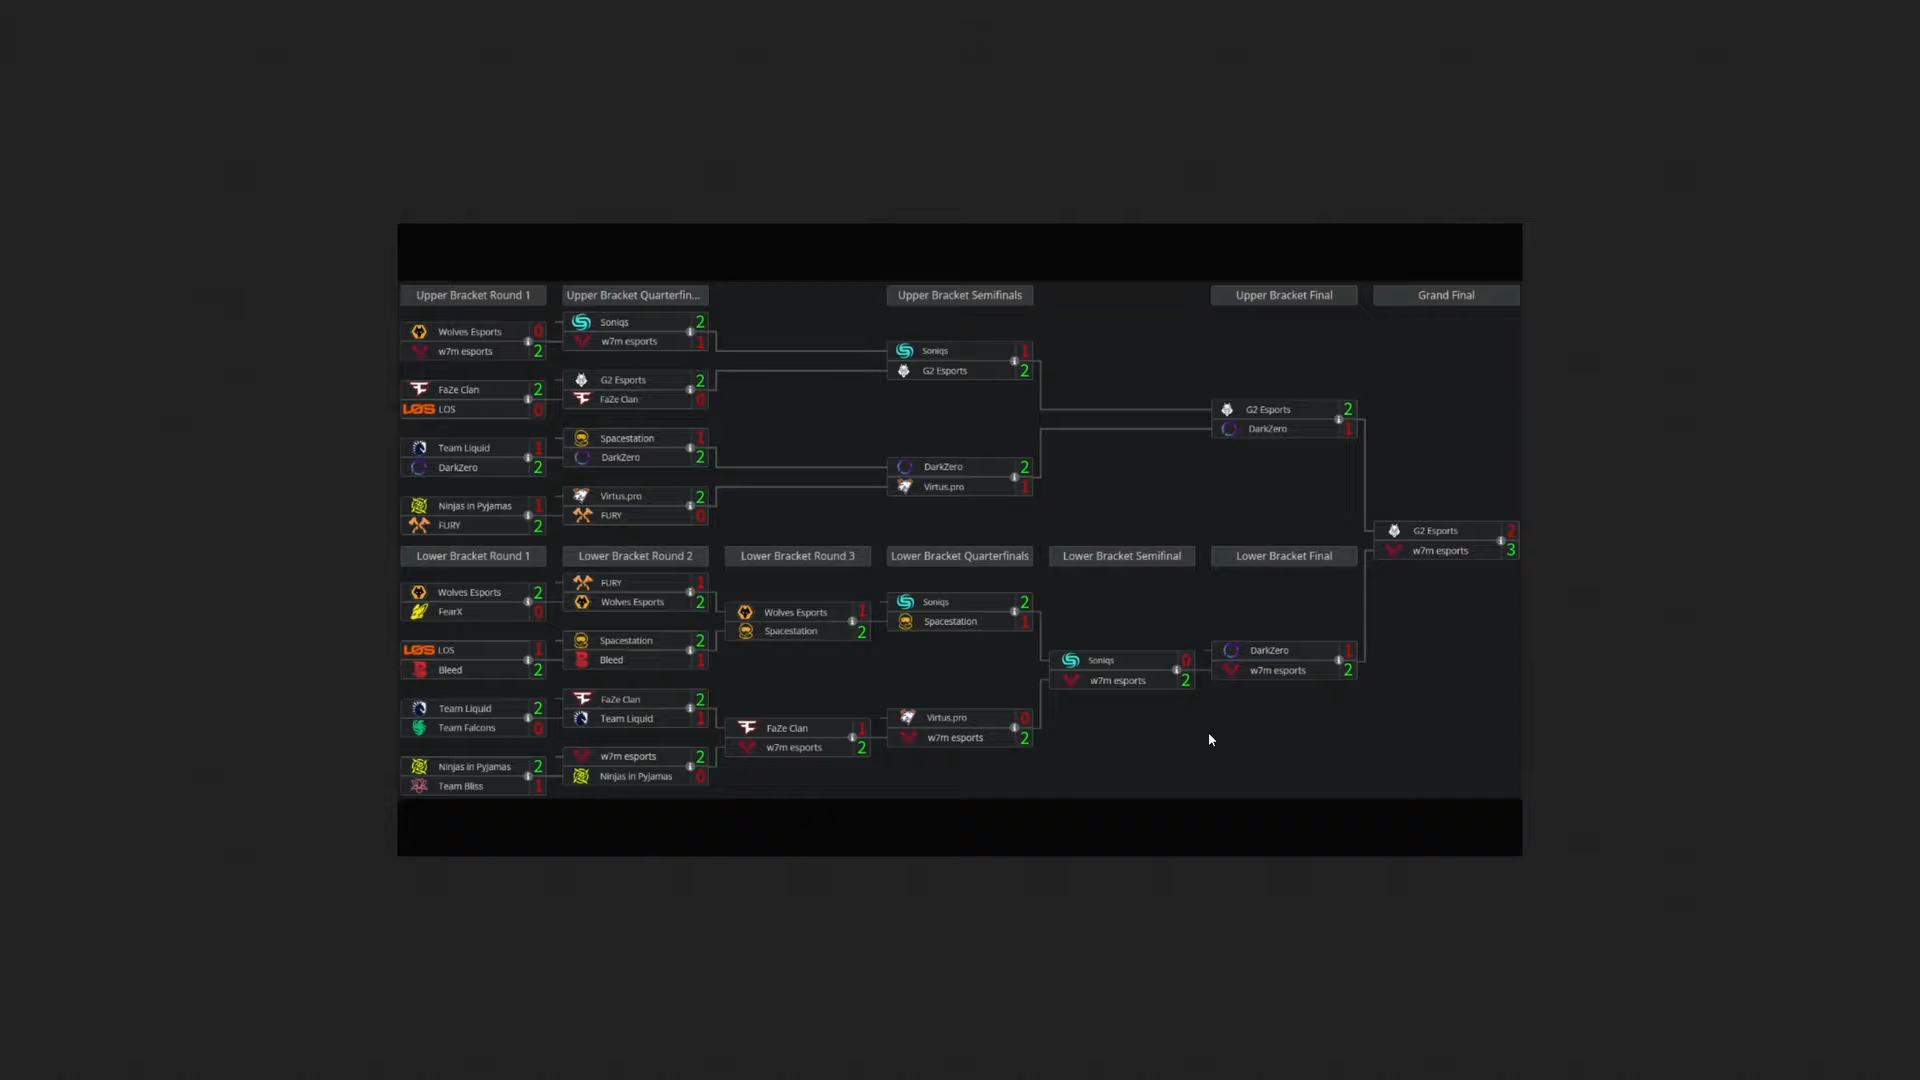 Upper Bracket Round 1
Upper Bracket Quarterfin...
Upper Bracket Semifinals
Upper Bracket Final
Grand Final
Wolves Esports 0
w7m esports 2
FaZe Clan 2
LOS LOS 0
Team Liquid 1
DarkZero 2
Ninjas in Pyjamas 1
FURY 2
Soniqs 2
w7m esports 1
G2 Esports 2
FaZe Clan 0
Spacestation 1
DarkZero 2
Virtus.pro 2
FURY 0
Soniqs 1
G2 Esports 2
DarkZero 2
Virtus.pro 1
G2 Esports 2
DarkZero 1
G2 Esports 2
w7m esports 3
Lower Bracket Round 1
Lower Bracket Round 2
Lower Bracket Round 3
Lower Bracket Quarterfinals
Lower Bracket Semifinal
Lower Bracket Final
Wolves Esports 2
FearX 0
LOS LOS 1
Bleed 2
Team Liquid 2
Team Falcons 0
Ninjas in Pyjamas 2
Team Bliss 1
FURY 1
Wolves Esports 2
Spacestation 2
Bleed 1
FaZe Clan 2
Team Liquid 1
w7m esports 2
Ninjas in Pyjamas 0
Wolves Esports 1
Spacestation 2
FaZe Clan 1
w7m esports 2
Soniqs 2
Spacestation 1
Virtus.pro 0
w7m esports 2
Soniqs 0
w7m esports 2
DarkZero 1
w7m esports 2